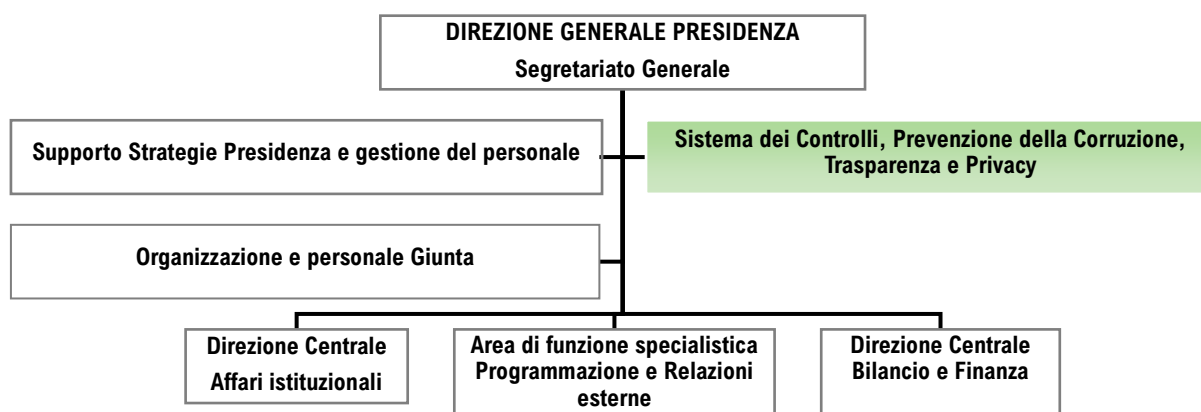 DIREZIONE GENERALE PRESIDENZA
Segretariato Generale
Supporto Strategie Presidenza e gestione del personale
Sistema dei Controlli, Prevenzione della Corruzione,
Trasparenza e Privacy
Organizzazione e personale Giunta
Direzione Centrale
Affari istituzionali
Area di funzione specialistica
Programmazione e Relazioni
esterne
Direzione Centrale
Bilancio e Finanza